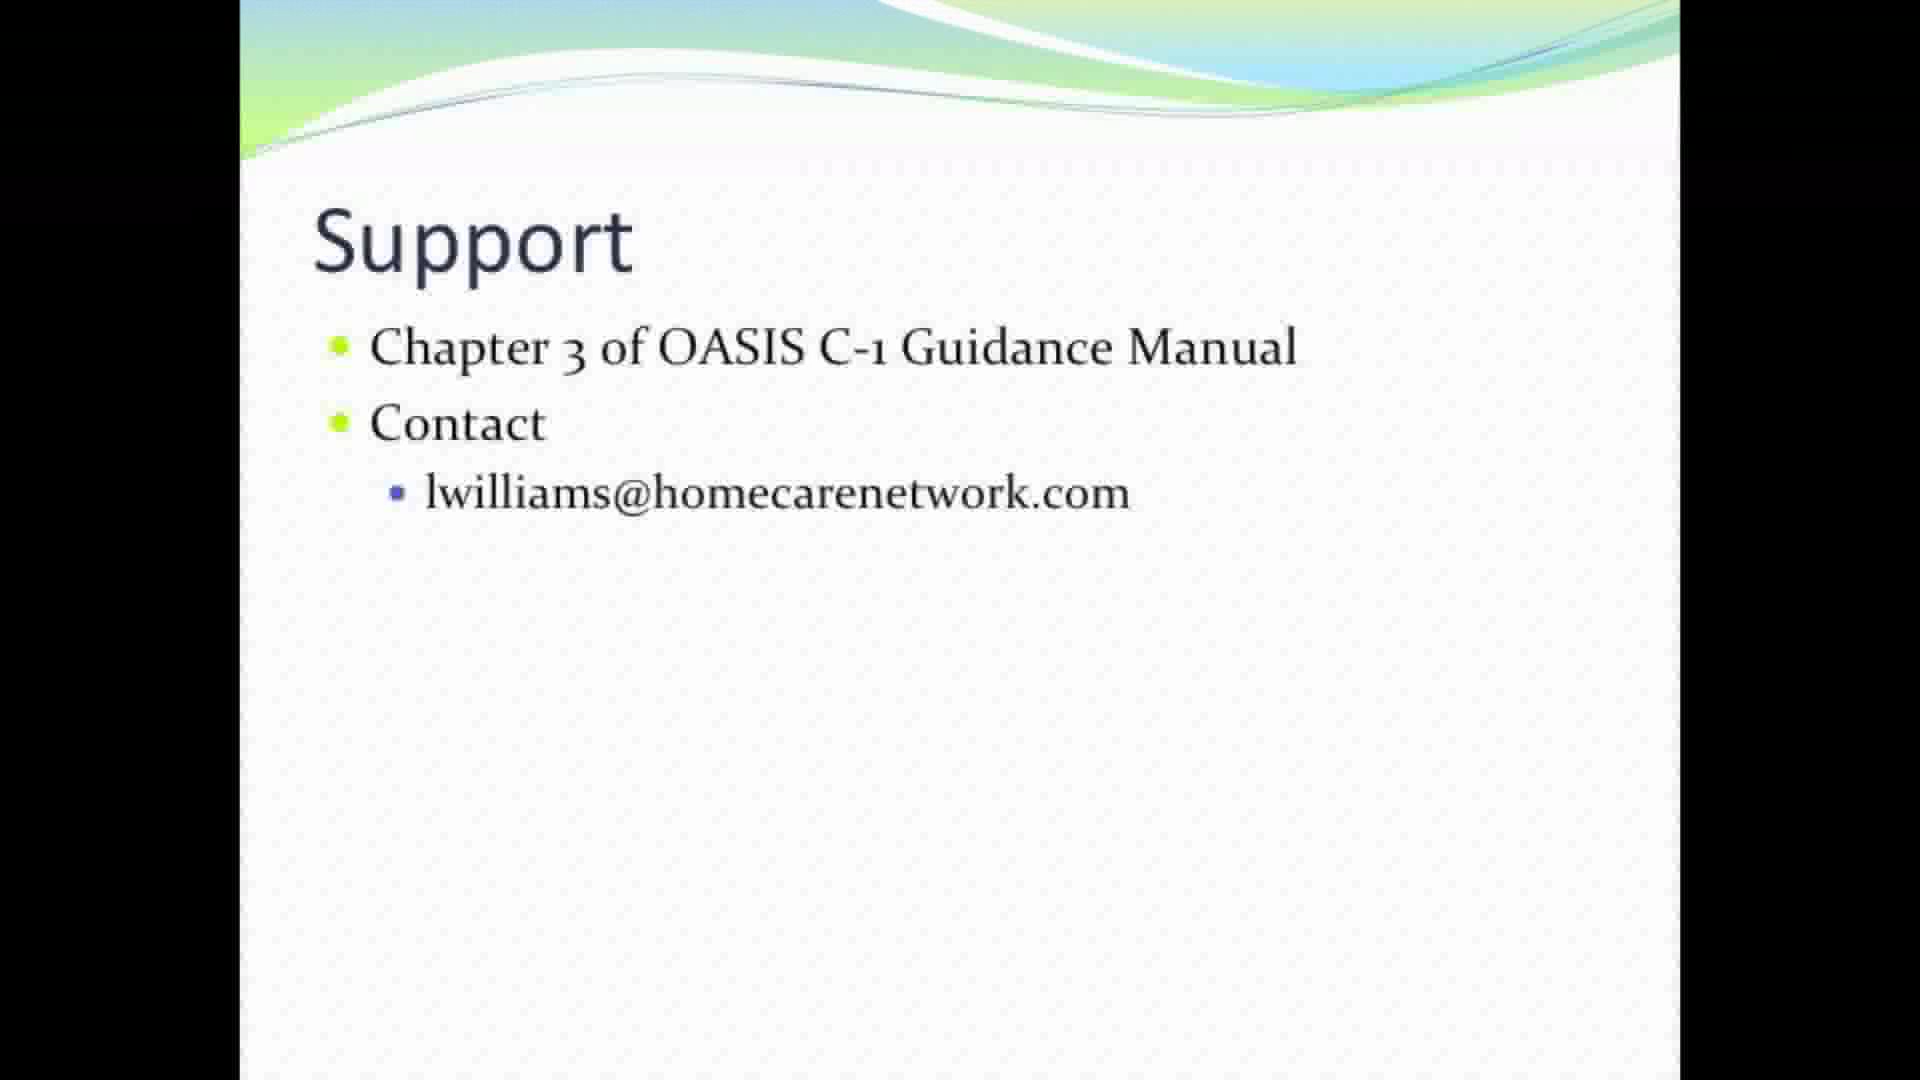 Support
Chapter 3 of OASIS C-1 Guidance Manual
Contact
lwilliams@homecarenetwork.com